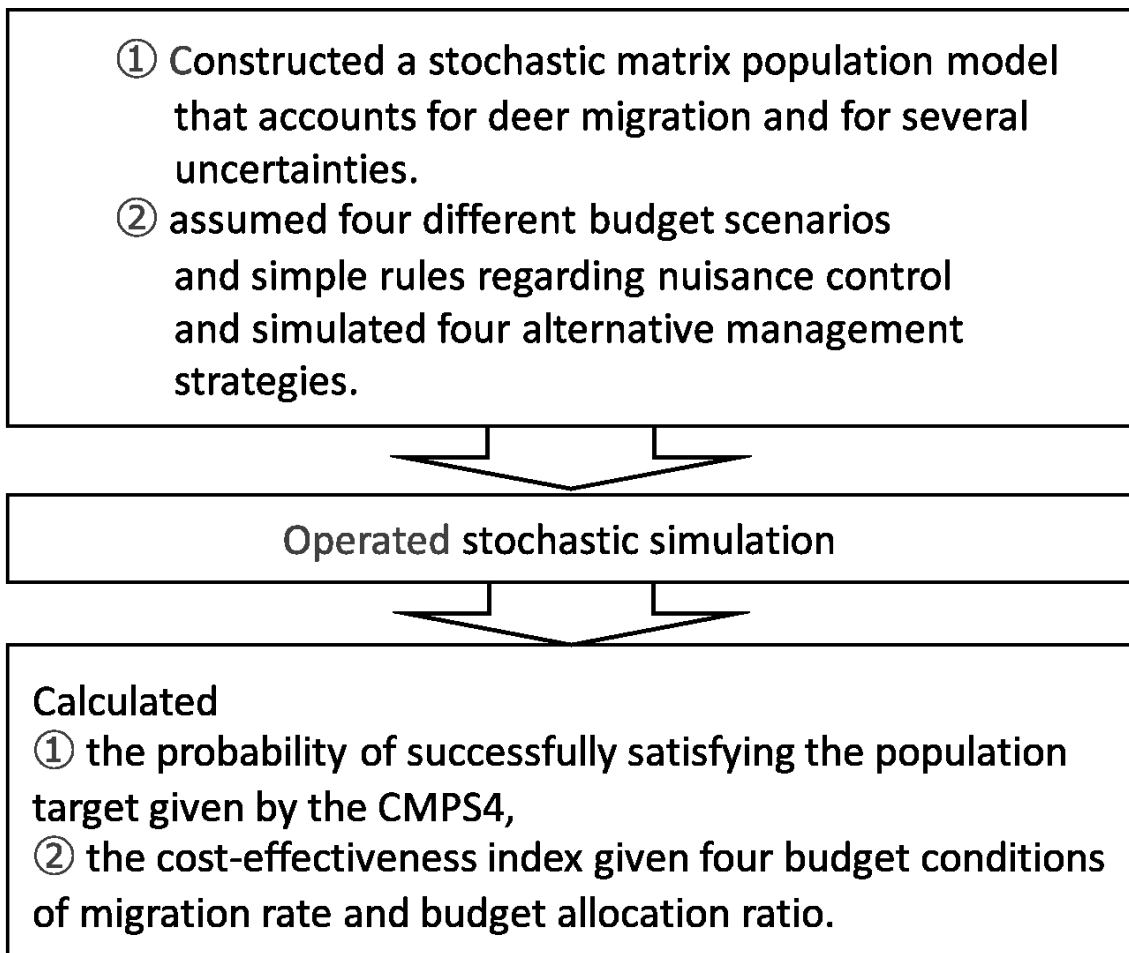 ① Constructed a stochastic matrix population model
that accounts for deer migration and for several
uncertainties.
② assumed four different budget scenarios
and simple rules regarding nuisance control
and simulated four alternative management
strategies.
Operated stochastic simulation
Calculated
① the probability of successfully satisfying the population
target given by the CMPS4,
② the cost-effectiveness index given four budget conditions
of migration rate and budget allocation ratio.